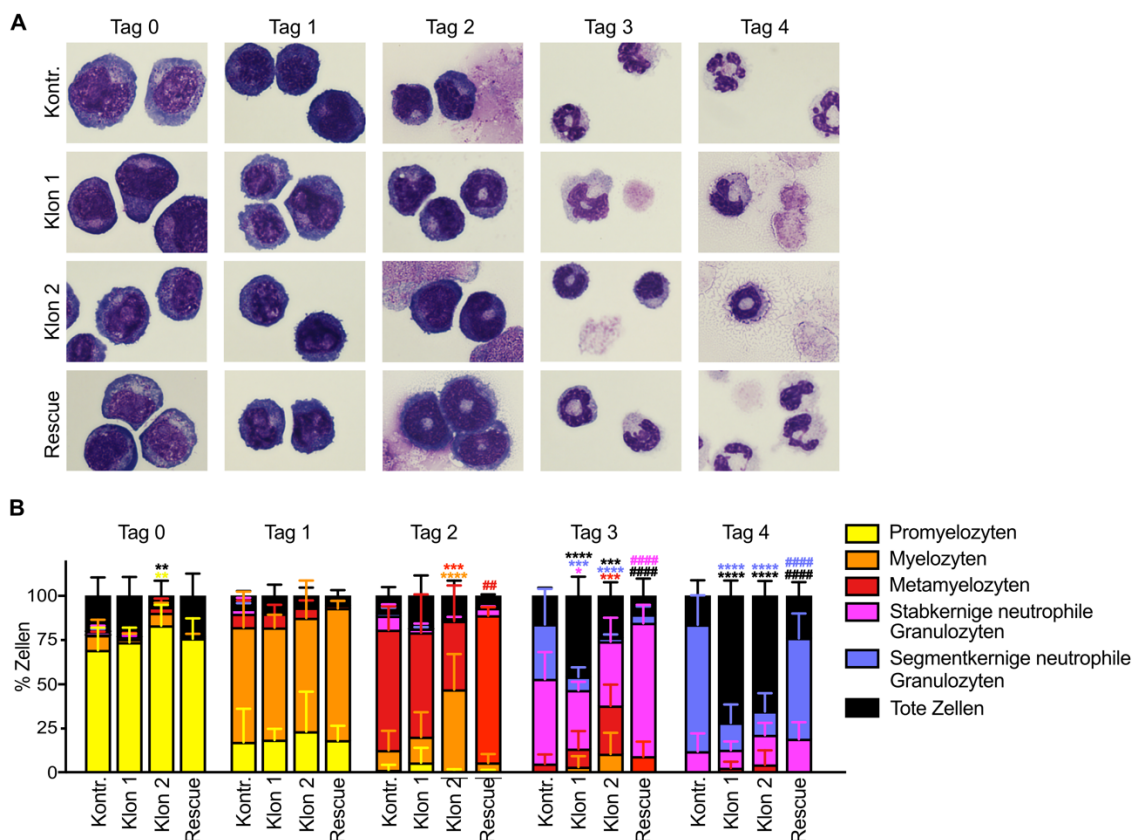 A
Tag 0 Tag 1 Tag 2 Tag 3 Tag 4
Kontr.
Klon 1
Klon 2
Rescue
B
Tag 0 Tag 1 Tag 2 Tag 3 Tag 4
% Zellen
100
75
50
25
0
** **
*** ****
##
**** *** *
*** **** ***
#### ####
**** ****
**** ****
#### ####
Kontr. Klon 1 Klon 2 Rescue Kontr. Klon 1 Klon 2 Rescue Kontr. Klon 1 Klon 2 Rescue Kontr. Klon 1 Klon 2 Rescue Kontr. Klon 1 Klon 2 Rescue
Promyelozyten
Myelozyten
Metamyelozyten
Stabkernige neutrophile
Granulozyten
Segmentkernige neutrophile
Granulozyten
Tote Zellen